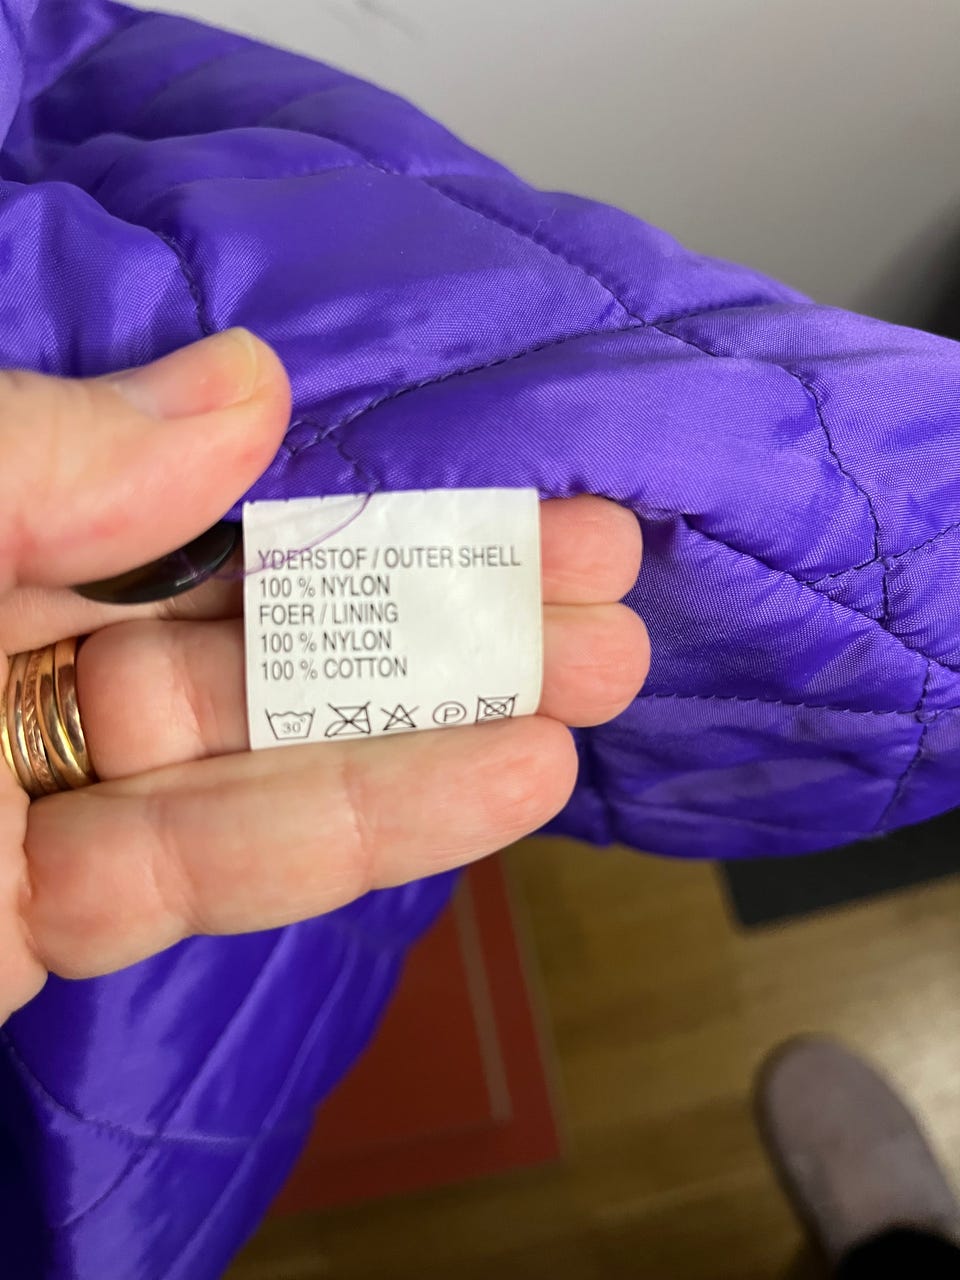 YDERSTOF / OUTER SHELL
100 % NYLON
FOER / LINING
100 % NYLON
100 % COTTON
30° P